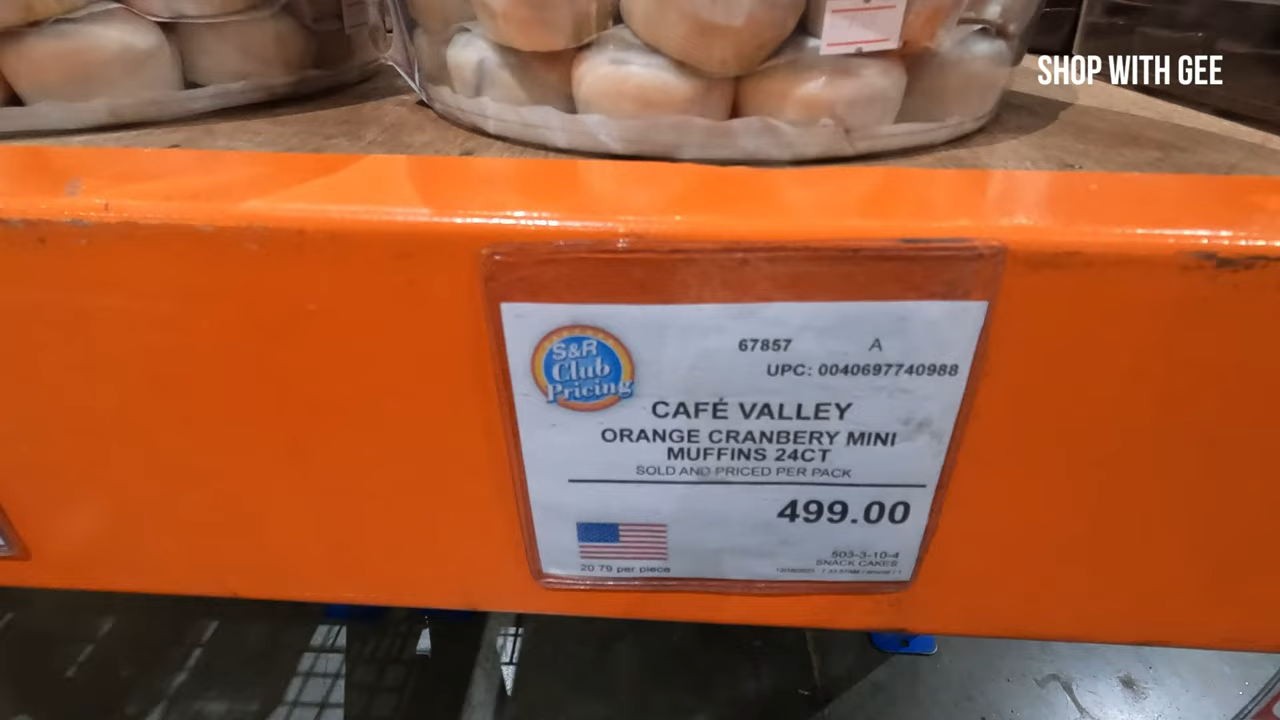 SHOP WITH GEE
S&R
Club
Pricing
67857 A
UPC: 0040697740988
CAFÉ VALLEY
ORANGE CRANBERY MINI
MUFFINS 24CT
SOLD AND PRICED PER PACK
499.00
503-3-10-4
SNACK CAKES
20.79 per piece